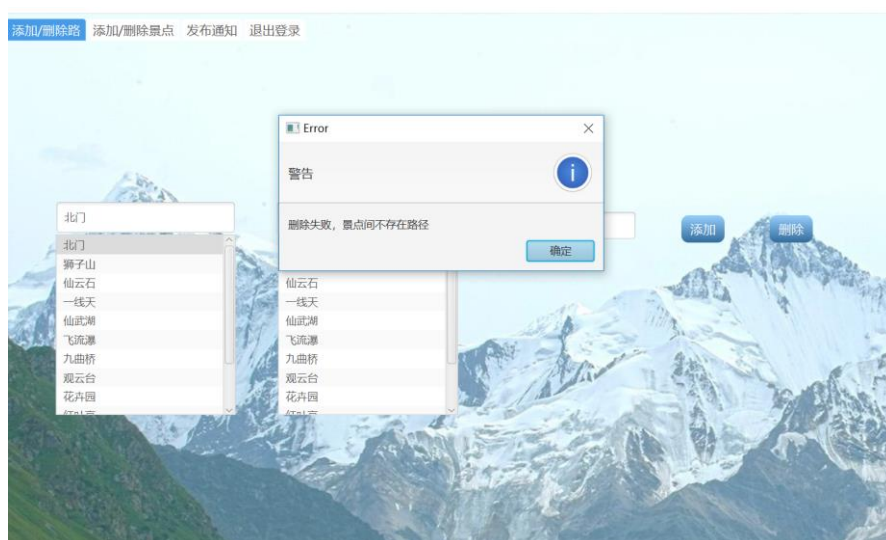 添加/删除路 添加/删除景点 发布通知 退出登录
Error
警告
删除失败，景点间不存在路径
确定
北门
添加 删除
北门
狮子山
仙云石
一线天
仙武湖
飞流瀑
九曲桥
观云台
花卉园
仙云石
一线天
仙武湖
飞流瀑
九曲桥
观云台
花卉园